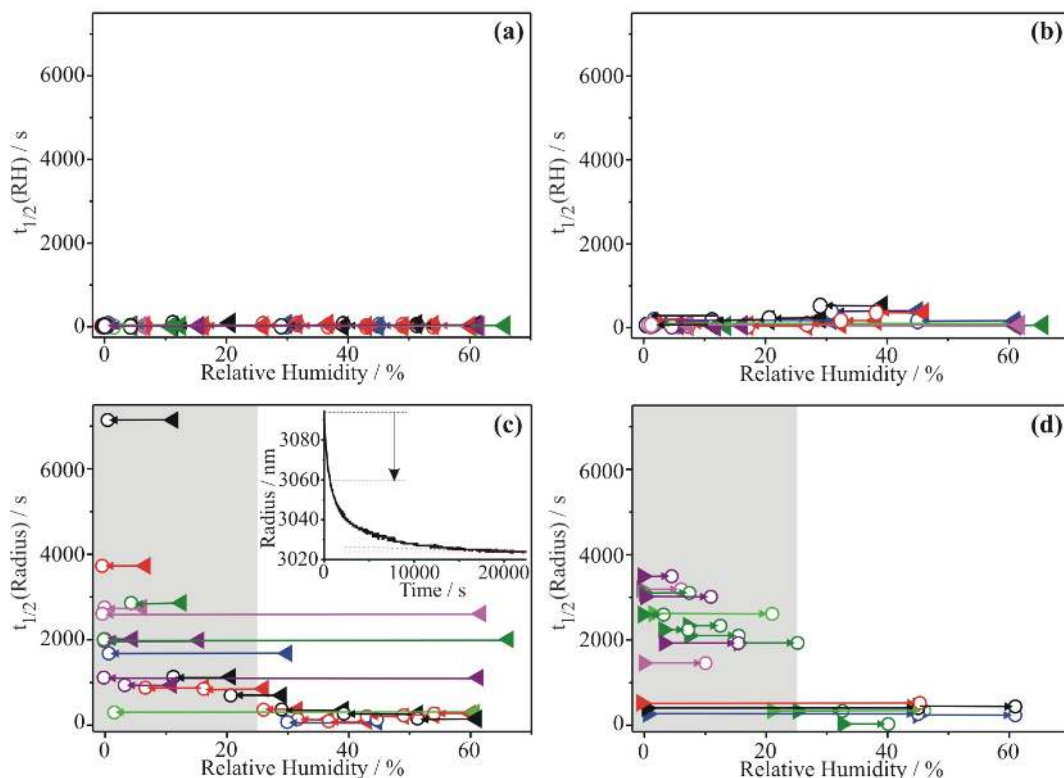 (a)
t1/2(RH) / s
6000
4000
2000
0
0 20 40 60
Relative Humidity / %
(b)
t1/2(RH) / s
6000
4000
2000
0
0 20 40 60
Relative Humidity / %
(c)
t1/2(Radius) / s
6000
4000
2000
0
0 20 40 60
Relative Humidity / %
Radius / nm
3080
3060
3040
3020
0 10000 20000
Time / s
(d)
t1/2(Radius) / s
6000
4000
2000
0
0 20 40 60
Relative Humidity / %